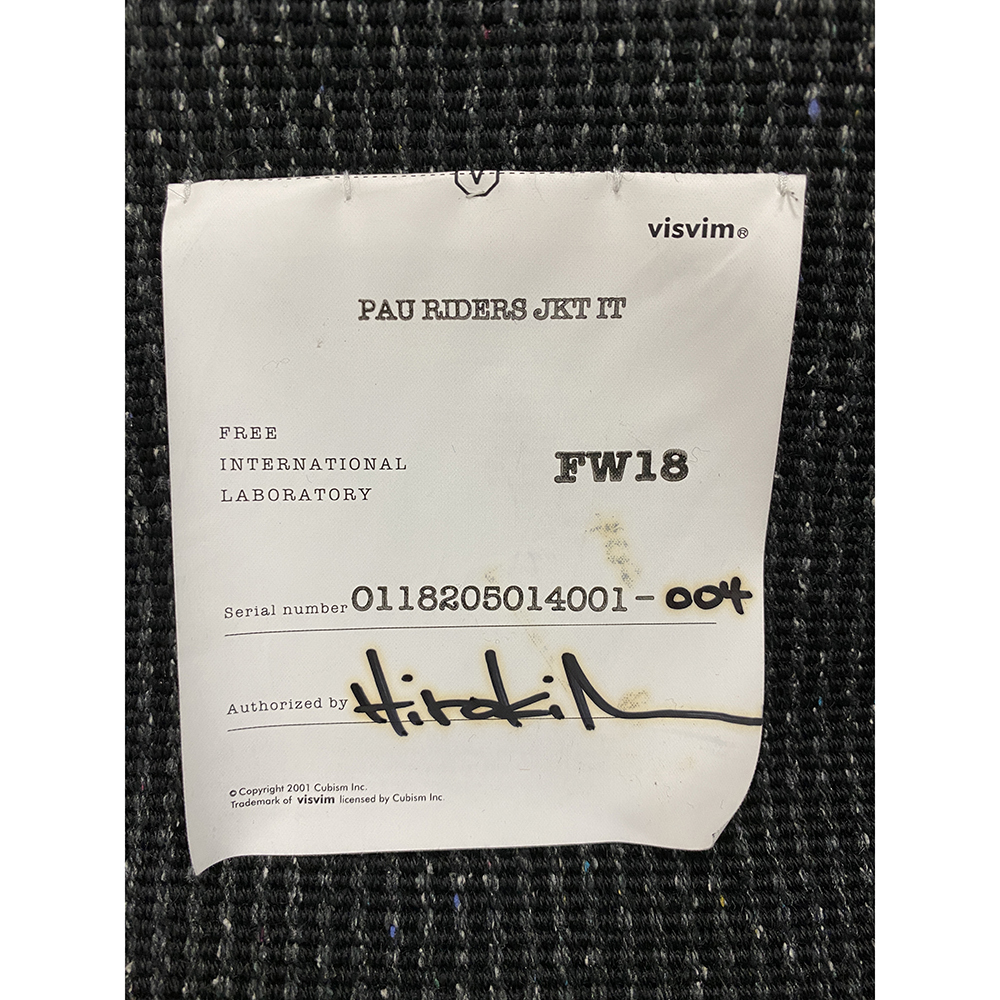 V
visvim®
PAU RIDERS JKT IT
FREE
INTERNATIONAL
LABORATORY
FW18
Serial number 0118205014001-004
Authorized by Hiroki N
© Copyright 2001 Cubism Inc.
Trademark of visvim licensed by Cubism Inc.